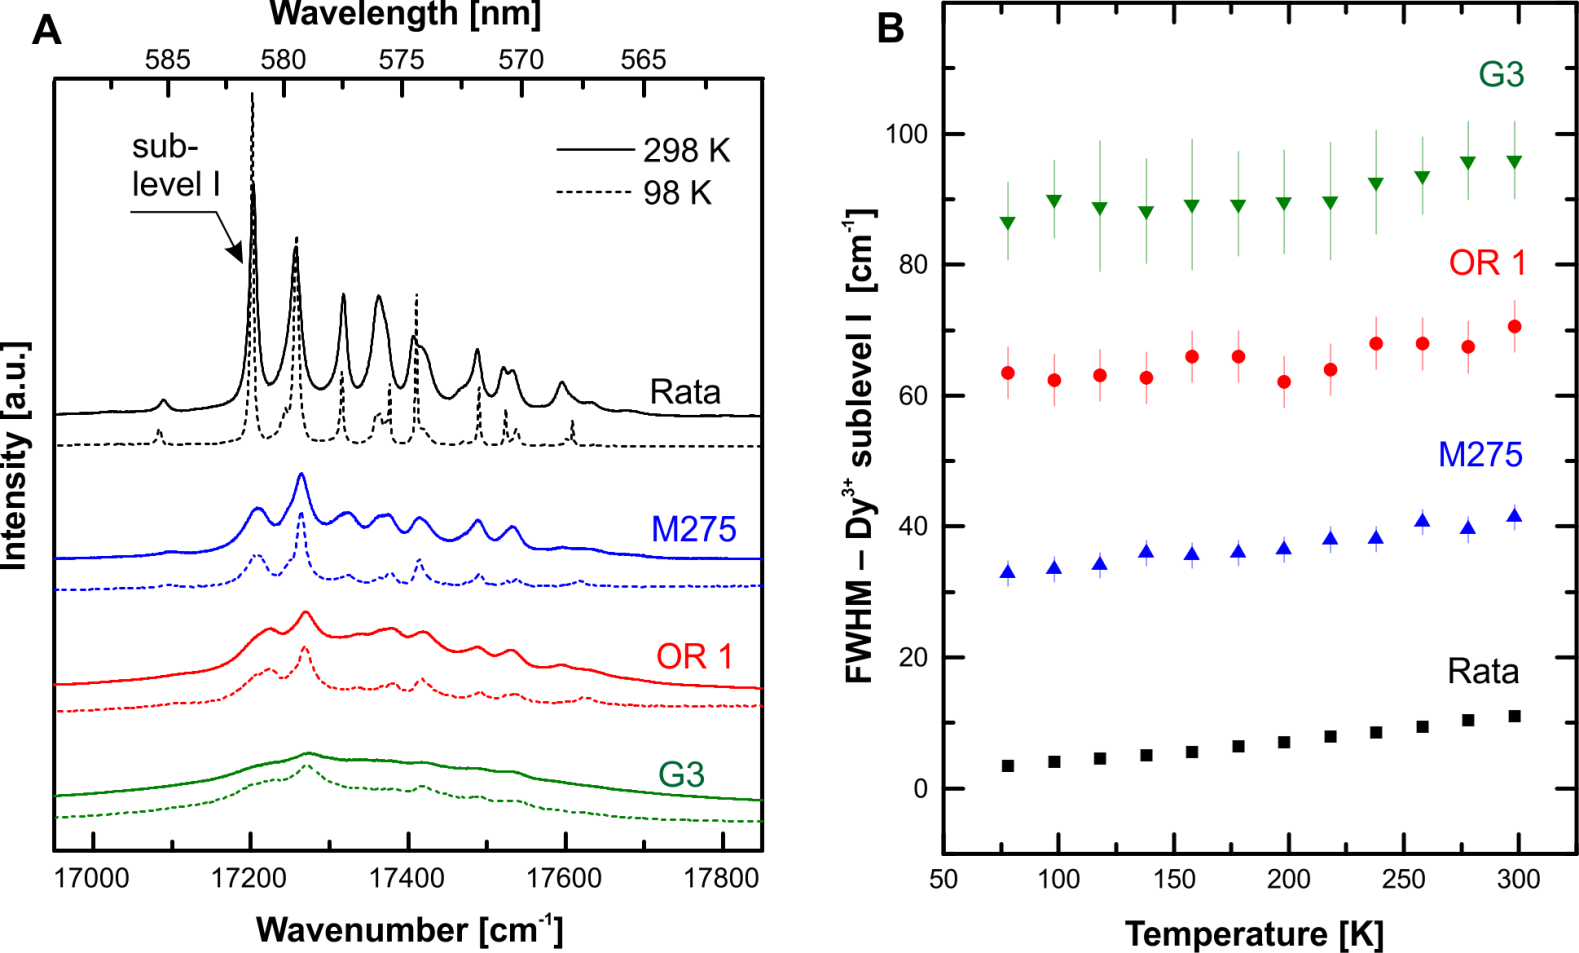 A
Wavelength [nm]
585 580 575 570 565
sub-
level I
298 K
98 K
Rata
M275
OR 1
G3
Intensity [a.u.]
17000 17200 17400 17600 17800
Wavenumber [cm⁻¹]
B
G3
OR 1
M275
Rata
100
80
60
40
20
0
FWHM – Dy³⁺ sublevel I [cm⁻¹]
50 100 150 200 250 300
Temperature [K]